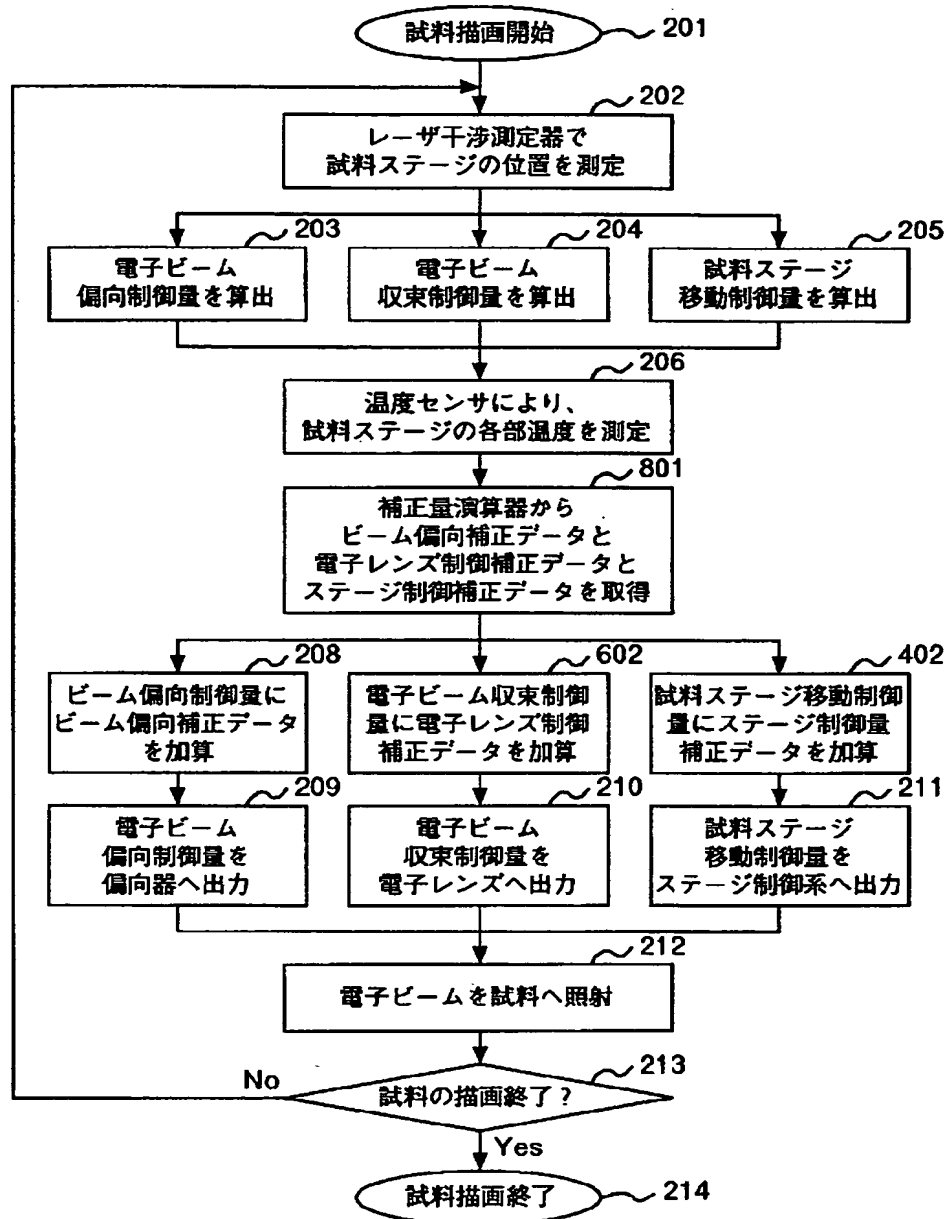 試料描画開始
201
202
レーザ干渉測定器で
試料ステージの位置を測定
203
電子ビーム
偏向制御量を算出
204
電子ビーム
収束制御量を算出
205
試料ステージ
移動制御量を算出
206
温度センサにより、
試料ステージの各部温度を測定
801
補正量演算器から
ビーム偏向補正データと
電子レンズ制御補正データと
ステージ制御補正データを取得
208
ビーム偏向制御量に
ビーム偏向補正データ
を加算
602
電子ビーム収束制御
量に電子レンズ制御
補正データを加算
402
試料ステージ移動制御
量にステージ制御量
補正データを加算
209
電子ビーム
偏向制御量を
偏向器へ出力
210
電子ビーム
収束制御量を
電子レンズへ出力
211
試料ステージ
移動制御量を
ステージ制御系へ出力
212
電子ビームを試料へ照射
No
213
試料の描画終了?
Yes
試料描画終了
214